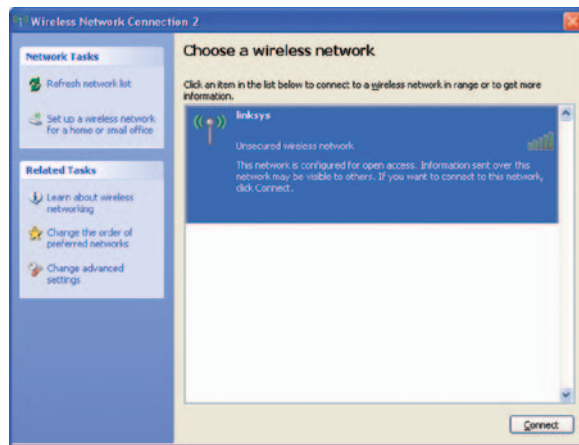 Wireless Network Connection 2
Network Tasks
Refresh network list
Set up a wireless network
for a home or small office
Related Tasks
Learn about wireless
networking
Change the order of
preferred networks
Change advanced
settings
Choose a wireless network
Click an item in the list below to connect to a wireless network in range or to get more
information.
linksys
Unsecured wireless network
This network is configured for open access. Information sent over this
network may be visible to others. If you want to connect to this network,
click Connect.
Connect